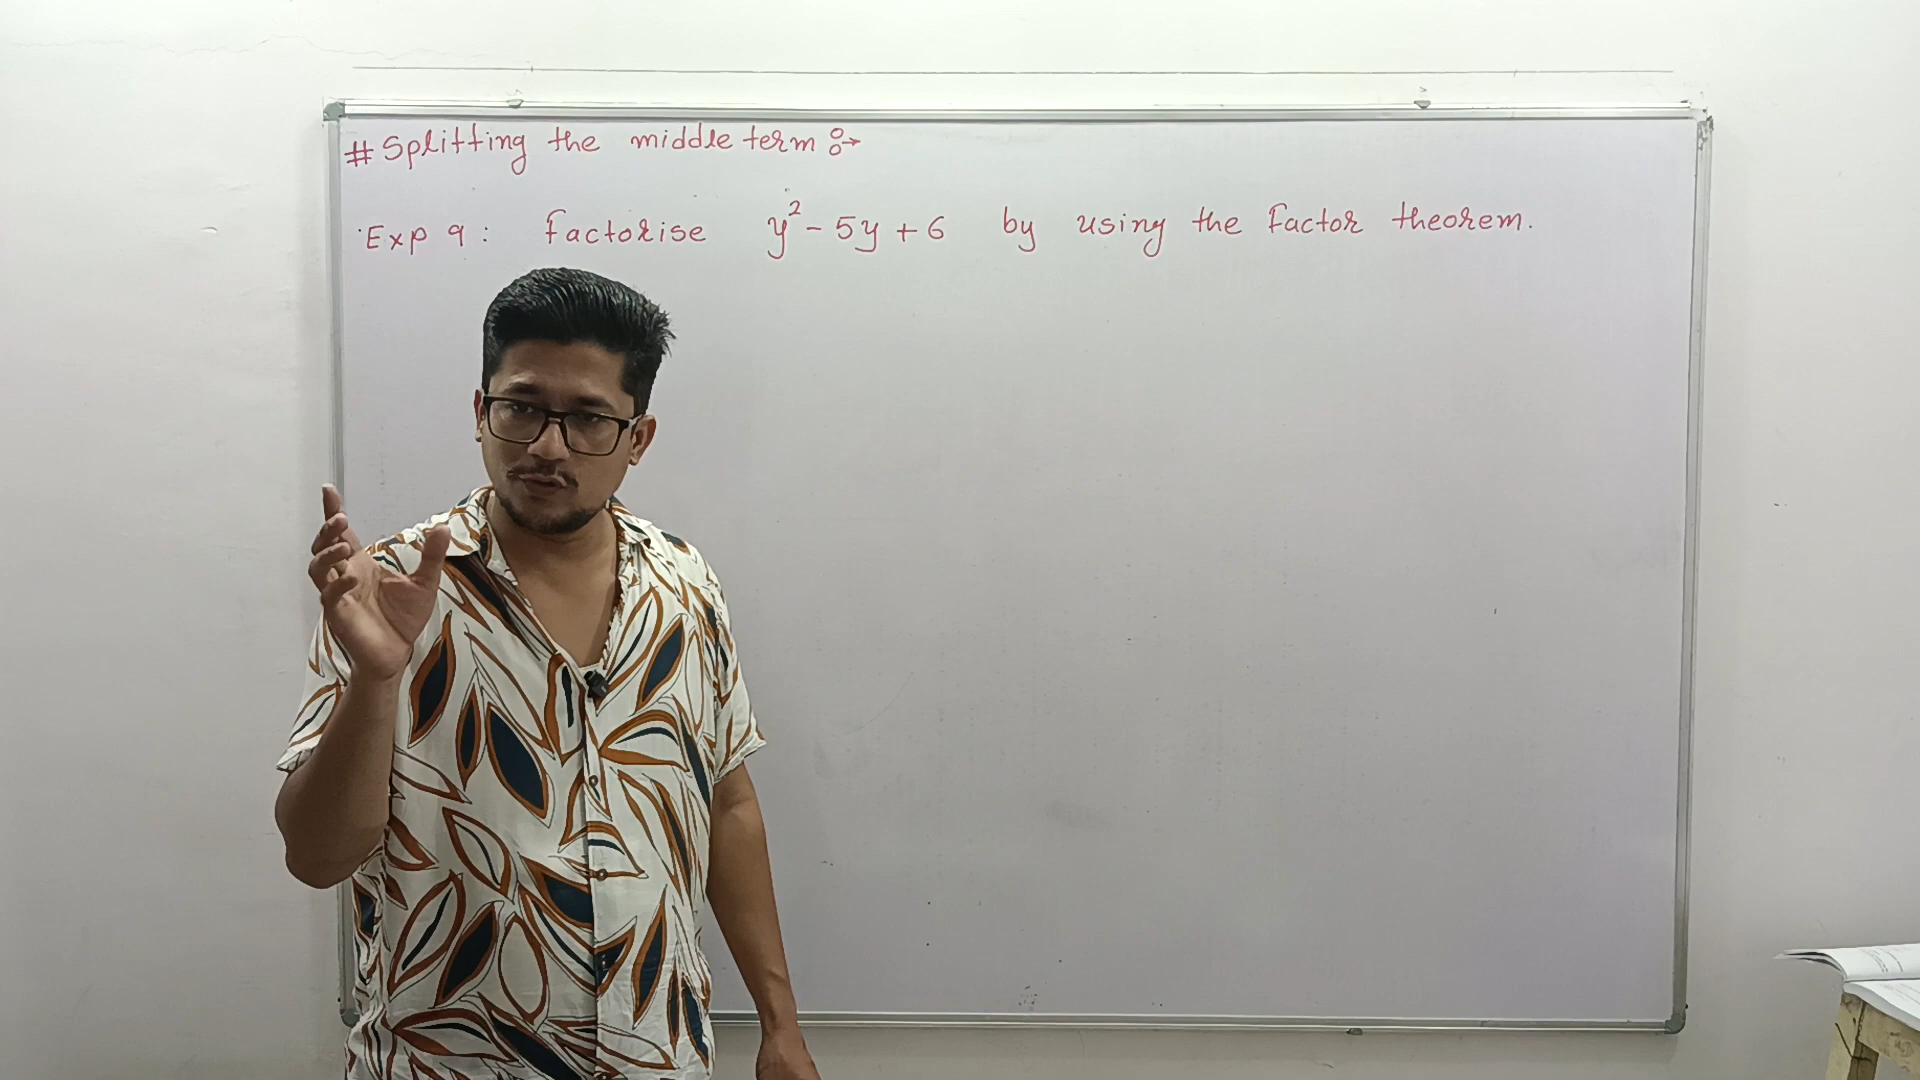 # Splitting the middle term :→
Exp 9 : factorise y² - 5y + 6 by using the Factor theorem.